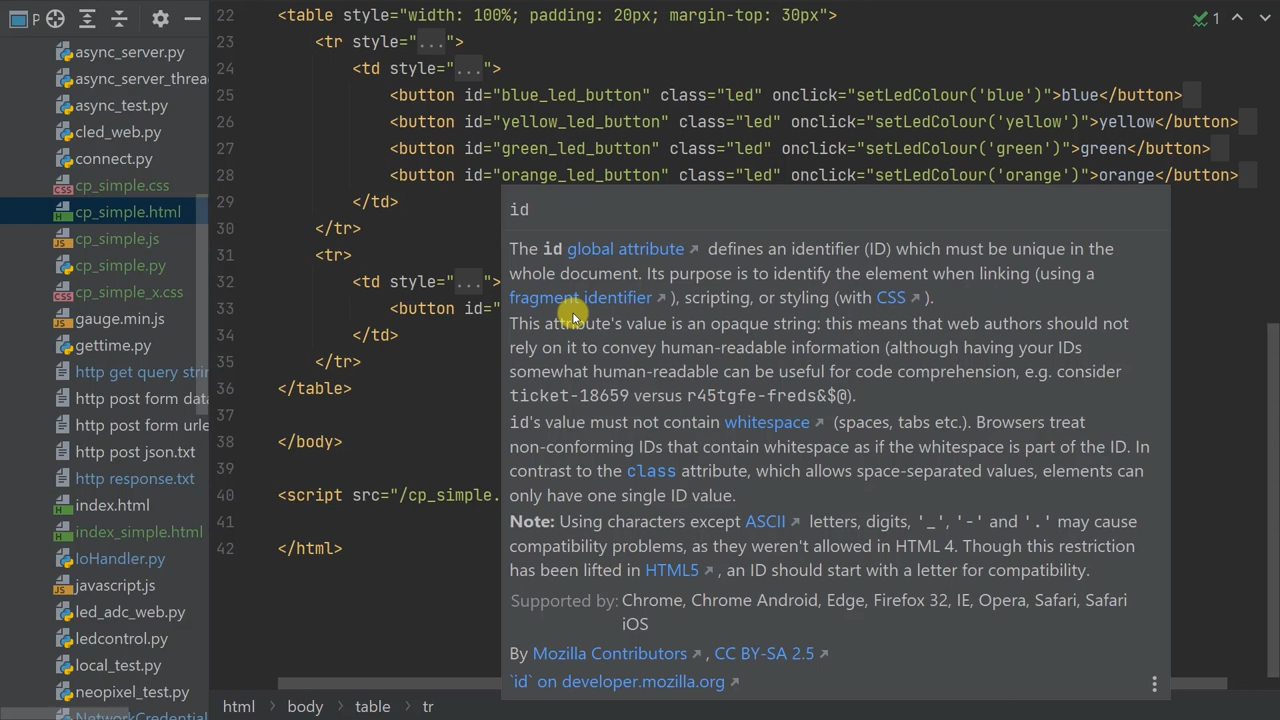 P
async_server.py
async_server_threa
async_test.py
cled_web.py
connect.py
cp_simple.css
cp_simple.html
cp_simple.js
cp_simple.py
cp_simple_x.css
gauge.min.js
gettime.py
http get query strin
http post form data
http post form urle
http post json.txt
http response.txt
index.html
index_simple.html
IoHandler.py
javascript.js
led_adc_web.py
ledcontrol.py
local_test.py
neopixel_test.py
NetworkCredential
22 <table style="width: 100%; padding: 20px; margin-top: 30px">
23 <tr style="...">
24 <td style="...">
25 <button id="blue_led_button" class="led" onclick="setLedColour('blue')">blue</button>
26 <button id="yellow_led_button" class="led" onclick="setLedColour('yellow')">yellow</button>
27 <button id="green_led_button" class="led" onclick="setLedColour('green')">green</button>
28 <button id="orange_led_button" class="led" onclick="setLedColour('orange')">orange</button>
29 </td>
30 </tr>
31 <tr>
32 <td style="...">
33 <button id="
34 </td>
35 </tr>
36 </table>
37
38 </body>
39
40 <script src="/cp_simple.
41
42 </html>
1
id
The id global attribute defines an identifier (ID) which must be unique in the
whole document. Its purpose is to identify the element when linking (using a
fragment identifier ), scripting, or styling (with CSS ).
This attribute's value is an opaque string: this means that web authors should not
rely on it to convey human-readable information (although having your IDs
somewhat human-readable can be useful for code comprehension, e.g. consider
ticket-18659 versus r45tgfe-freds&$@).
id's value must not contain whitespace (spaces, tabs etc.). Browsers treat
non-conforming IDs that contain whitespace as if the whitespace is part of the ID. In
contrast to the class attribute, which allows space-separated values, elements can
only have one single ID value.
Note: Using characters except ASCII letters, digits, '_', '-' and '.' may cause
compatibility problems, as they weren't allowed in HTML 4. Though this restriction
has been lifted in HTML5 , an ID should start with a letter for compatibility.
Supported by: Chrome, Chrome Android, Edge, Firefox 32, IE, Opera, Safari, Safari
iOS
By Mozilla Contributors , CC BY-SA 2.5
`id` on developer.mozilla.org
html body table tr